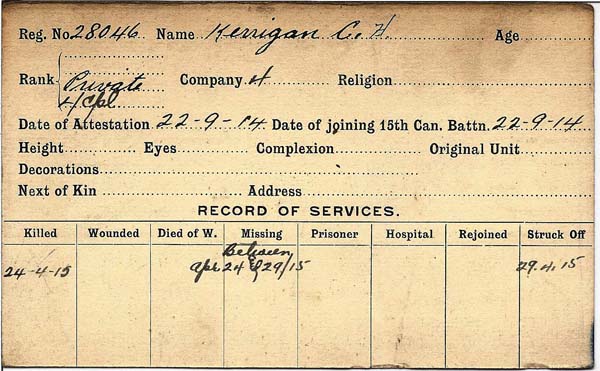 Reg. No 28046 Name Kerrigan C. H. Age
Rank Private Company H Religion
L/Cpl
Date of Attestation 22-9-14 Date of joining 15th Can. Battn. 22-9-14
Height Eyes Complexion Original Unit
Decorations
Next of Kin Address
RECORD OF SERVICES.
Killed Wounded Died of W. Missing Prisoner Hospital Rejoined Struck Off
Between
24-4-15 Apl 24 & 29/15 29.4.15